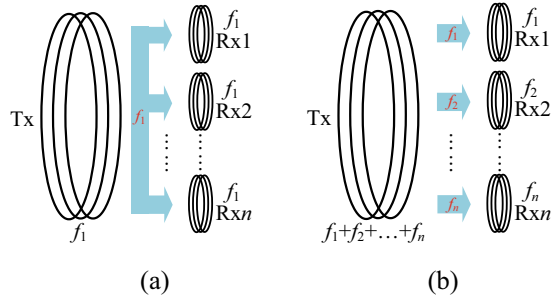 f₁
Rx1
f₁
Rx2
Tx
f₁
f₁
Rxn
f₁
(a)
f₁
f₁
Rx1
f₂
f₂
Rx2
Tx
fₙ
fₙ
Rxn
f₁+f₂+…+fₙ
(b)